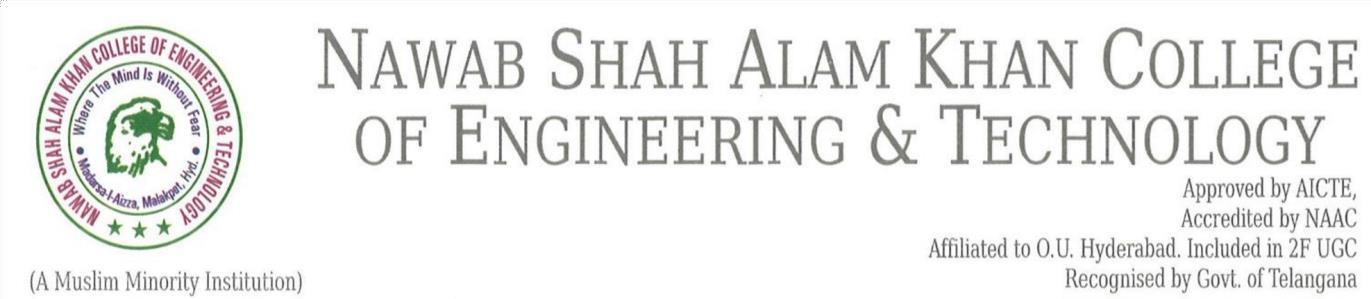 NAWAB SHAH ALAM KHAN COLLEGE OF ENGINEERING & TECHNOLOGY
Where The Mind Is Without Fear
Madarsa-I-Aizza, Malakpet, Hyd.
(A Muslim Minority Institution)
NAWAB SHAH ALAM KHAN COLLEGE
OF ENGINEERING & TECHNOLOGY
Approved by AICTE,
Accredited by NAAC
Affiliated to O.U. Hyderabad. Included in 2F UGC
Recognised by Govt. of Telangana